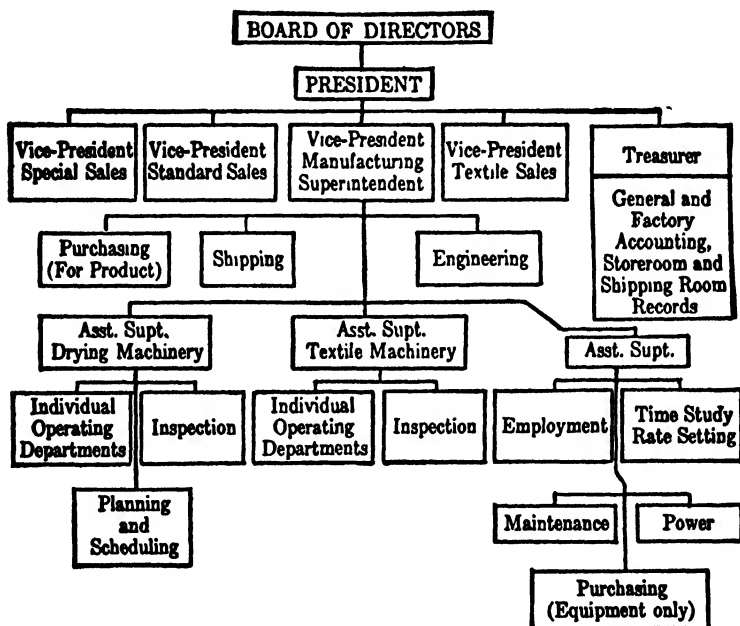 BOARD OF DIRECTORS
PRESIDENT
Vice-President
Special Sales
Vice-President
Standard Sales
Vice-President
Manufacturing
Superintendent
Vice-President
Textile Sales
Treasurer
General and
Factory
Accounting,
Storeroom and
Shipping Room
Records
Purchasing
(For Product)
Shipping
Engineering
Asst. Supt.
Drying Machinery
Asst. Supt.
Textile Machinery
Asst. Supt.
Individual
Operating
Departments
Inspection
Individual
Operating
Departments
Inspection
Employment
Time Study
Rate Setting
Planning
and
Scheduling
Maintenance
Power
Purchasing
(Equipment only)